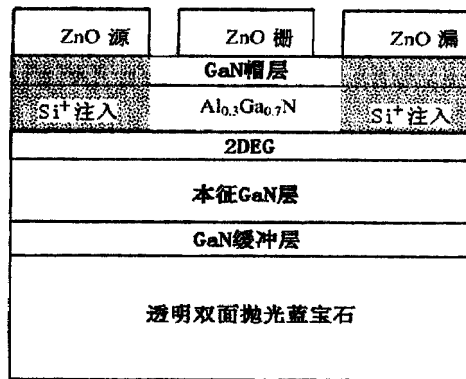 ZnO 源 ZnO 栅 ZnO 漏
GaN帽层
Si⁺注入 Al₀.₃Ga₀.₇N Si⁺注入
2DEG
本征GaN层
GaN缓冲层
透明双面抛光蓝宝石